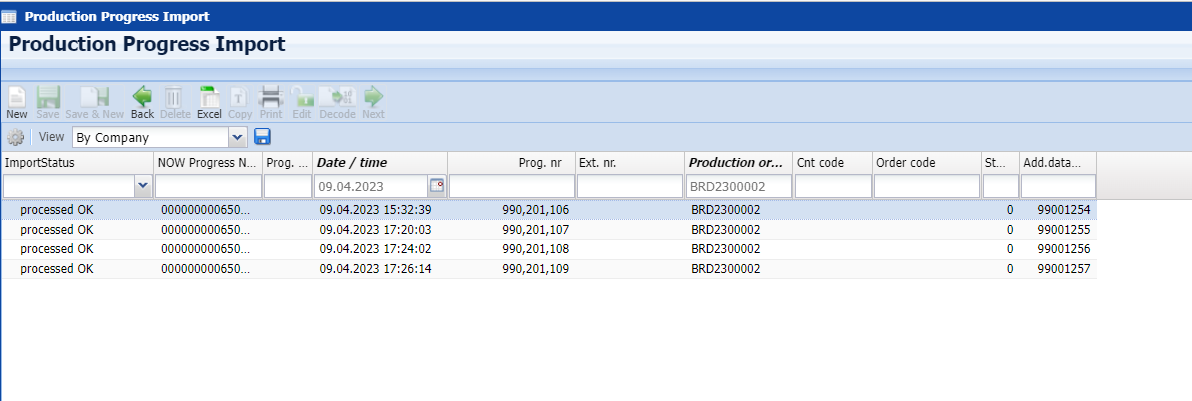 Production Progress Import
Production Progress Import
New Save Save & New Back Delete Excel Copy Print Edit Decode Next
View By Company
ImportStatus NOW Progress N... Prog. ... Date / time Prog. nr Ext. nr. Production or... Cnt code Order code St... Add.data...
09.04.2023 BRD2300002
processed OK 000000000650... 09.04.2023 15:32:39 990,201,106 BRD2300002 0 99001254
processed OK 000000000650... 09.04.2023 17:20:03 990,201,107 BRD2300002 0 99001255
processed OK 000000000650... 09.04.2023 17:24:02 990,201,108 BRD2300002 0 99001256
processed OK 000000000650... 09.04.2023 17:26:14 990,201,109 BRD2300002 0 99001257